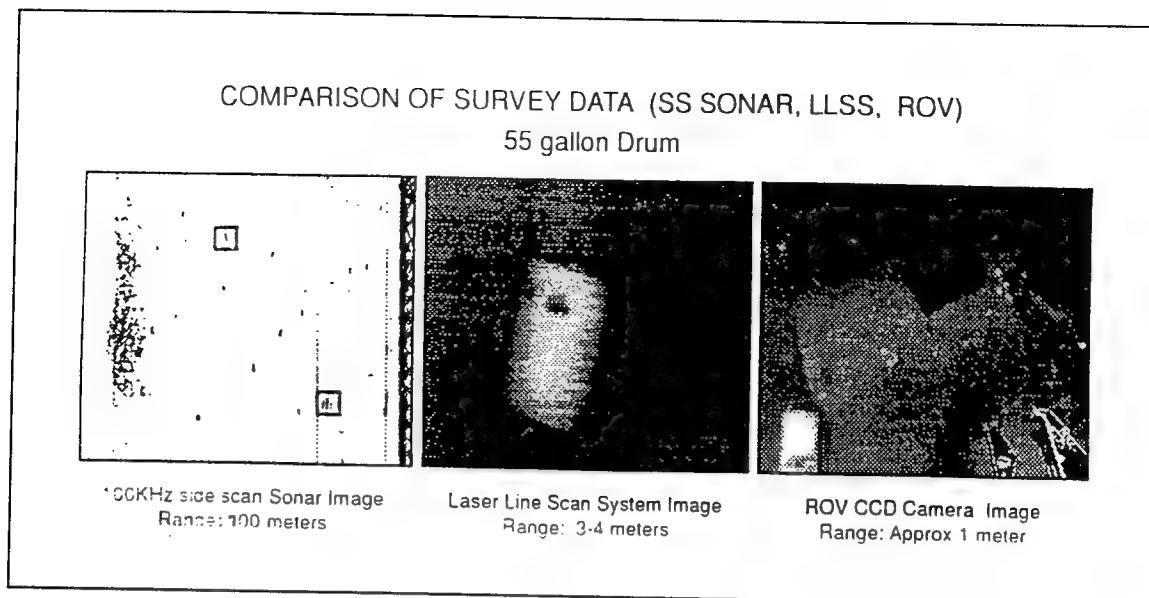 COMPARISON OF SURVEY DATA (SS SONAR, LLSS, ROV)
55 gallon Drum
100KHz side scan Sonar Image
Range: 100 meters
Laser Line Scan System Image
Range: 3-4 meters
ROV CCD Camera Image
Range: Approx 1 meter